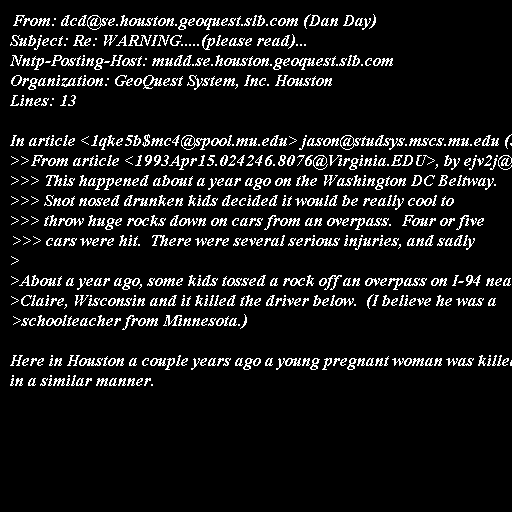 From: dcd@se.houston.geoquest.slb.com (Dan Day)
Subject: Re: WARNING.....(please read)...
Nntp-Posting-Host: mudd.se.houston.geoquest.slb.com
Organization: GeoQuest System, Inc. Houston
Lines: 13

In article <1qke5b$mc4@spool.mu.edu> jason@studsys.mscs.mu.edu
>>From article <1993Apr15.024246.8076@Virginia.EDU>, by ejv2j@
>>> This happened about a year ago on the Washington DC Beltway.
>>> Snot nosed drunken kids decided it would be really cool to
>>> throw huge rocks down on cars from an overpass.  Four or five
>>> cars were hit.  There were several serious injuries, and sadly
>
>About a year ago, some kids tossed a rock off an overpass on I-94 nea
>Claire, Wisconsin and it killed the driver below.  (I believe he was a
>schoolteacher from Minnesota.)

Here in Houston a couple years ago a young pregnant woman was killed
in a similar manner.